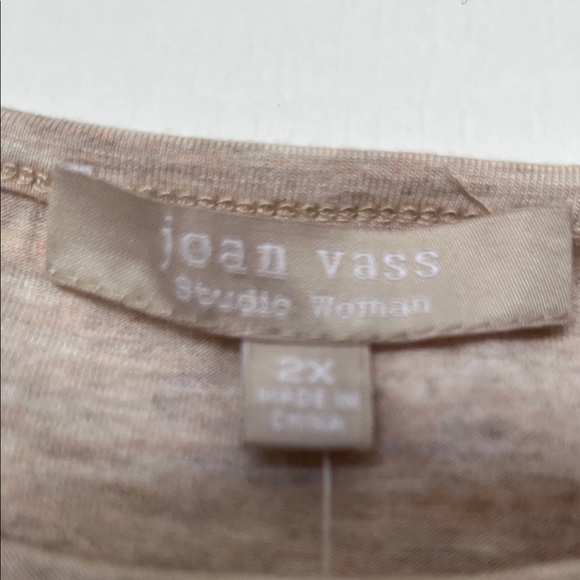 joan vass
Studio Woman
2X
MADE IN
CHINA